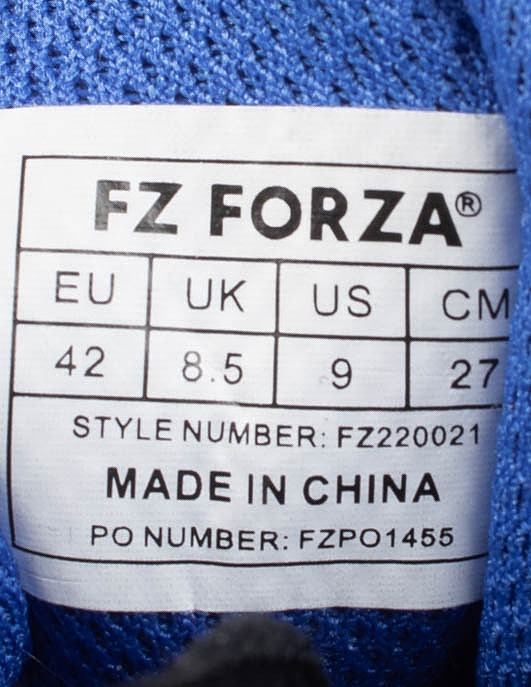 FZ FORZA®
EU UK US CM
42 8.5 9 27
STYLE NUMBER: FZ220021
MADE IN CHINA
PO NUMBER: FZPO1455